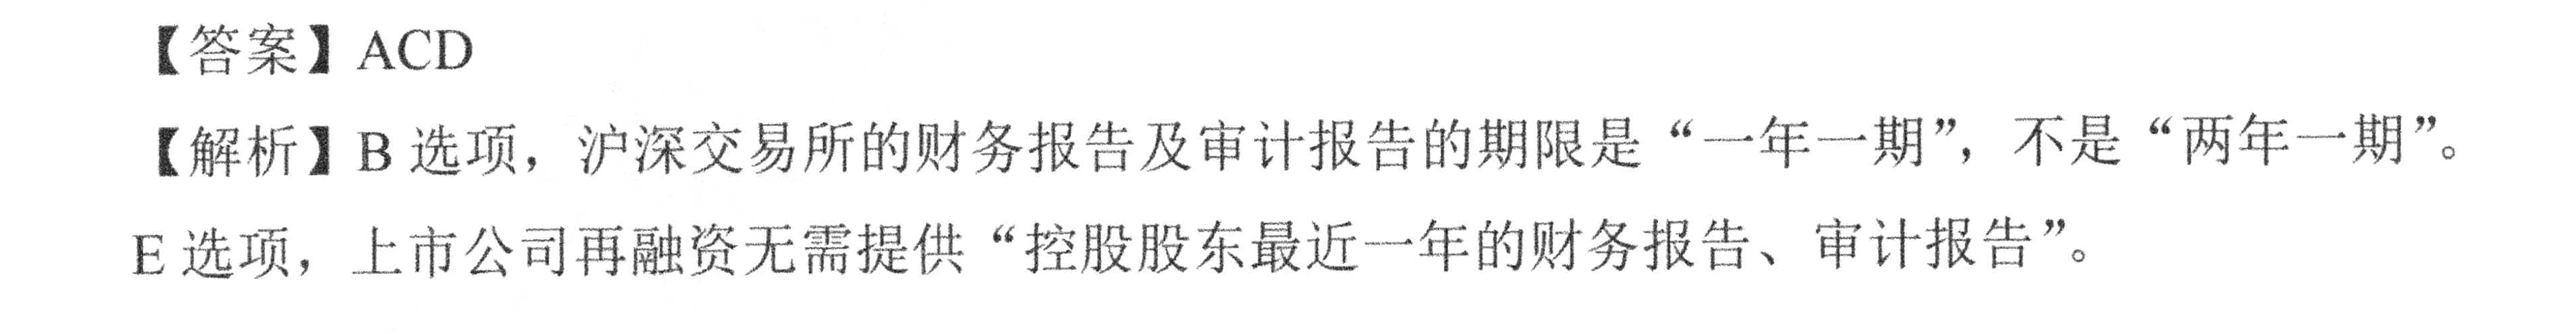 【答案】ACD
【解析】B 选项，沪深交易所的财务报告及审计报告的期限是“一年一期”，不是“两年一期”。
E 选项，上市公司再融资无需提供“控股股东最近一年的财务报告、审计报告”。